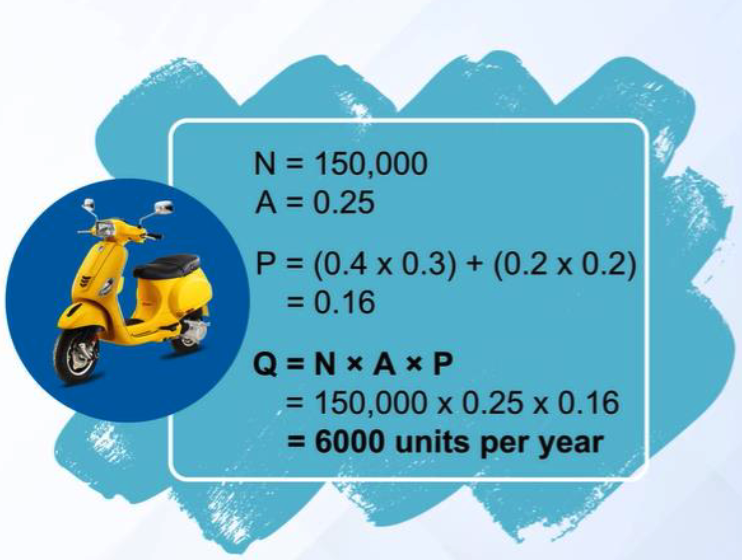 N = 150,000
A = 0.25
P = (0.4 x 0.3) + (0.2 x 0.2)
= 0.16
Q = N × A × P
= 150,000 x 0.25 x 0.16
= 6000 units per year